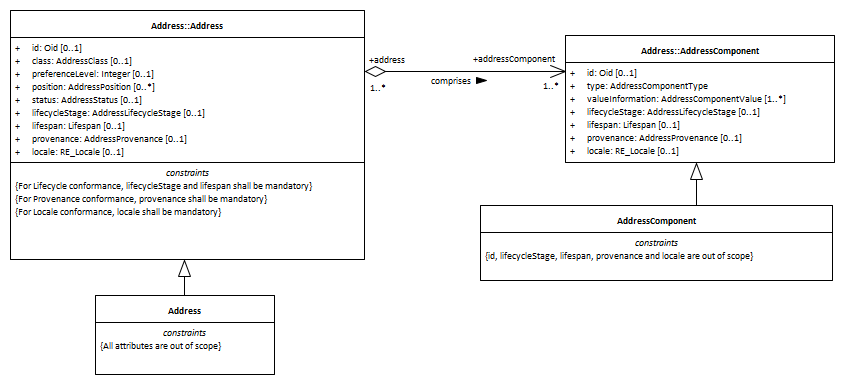 Address::Address
+ id: Oid [0..1]
+ class: AddressClass [0..1]
+ preferenceLevel: Integer [0..1]
+ position: AddressPosition [0..*]
+ status: AddressStatus [0..1]
+ lifecycleStage: AddressLifecycleStage [0..1]
+ lifespan: Lifespan [0..1]
+ provenance: AddressProvenance [0..1]
+ locale: RE_Locale [0..1]
constraints
{For Lifecycle conformance, lifecycleStage and lifespan shall be mandatory}
{For Provenance conformance, provenance shall be mandatory}
{For Locale conformance, locale shall be mandatory}
+address
1..*
comprises
+addressComponent
1..*
Address::AddressComponent
+ id: Oid [0..1]
+ type: AddressComponentType
+ valueInformation: AddressComponentValue [1..*]
+ lifecycleStage: AddressLifecycleStage [0..1]
+ lifespan: Lifespan [0..1]
+ provenance: AddressProvenance [0..1]
+ locale: RE_Locale [0..1]
AddressComponent
constraints
{id, lifecycleStage, lifespan, provenance and locale are out of scope}
Address
constraints
{All attributes are out of scope}